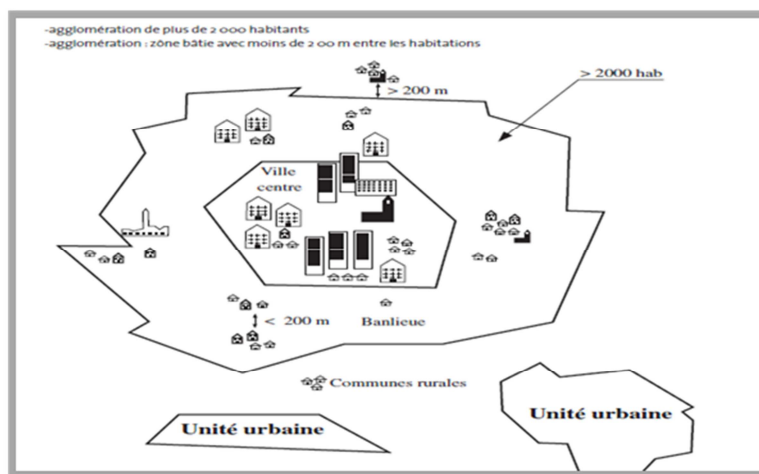 -agglomération de plus de 2 000 habitants
-agglomération : zône bâtie avec moins de 2 00 m entre les habitations
> 2000 hab
> 200 m
Ville
centre
< 200 m
Banlieue
Communes rurales
Unité urbaine
Unité urbaine